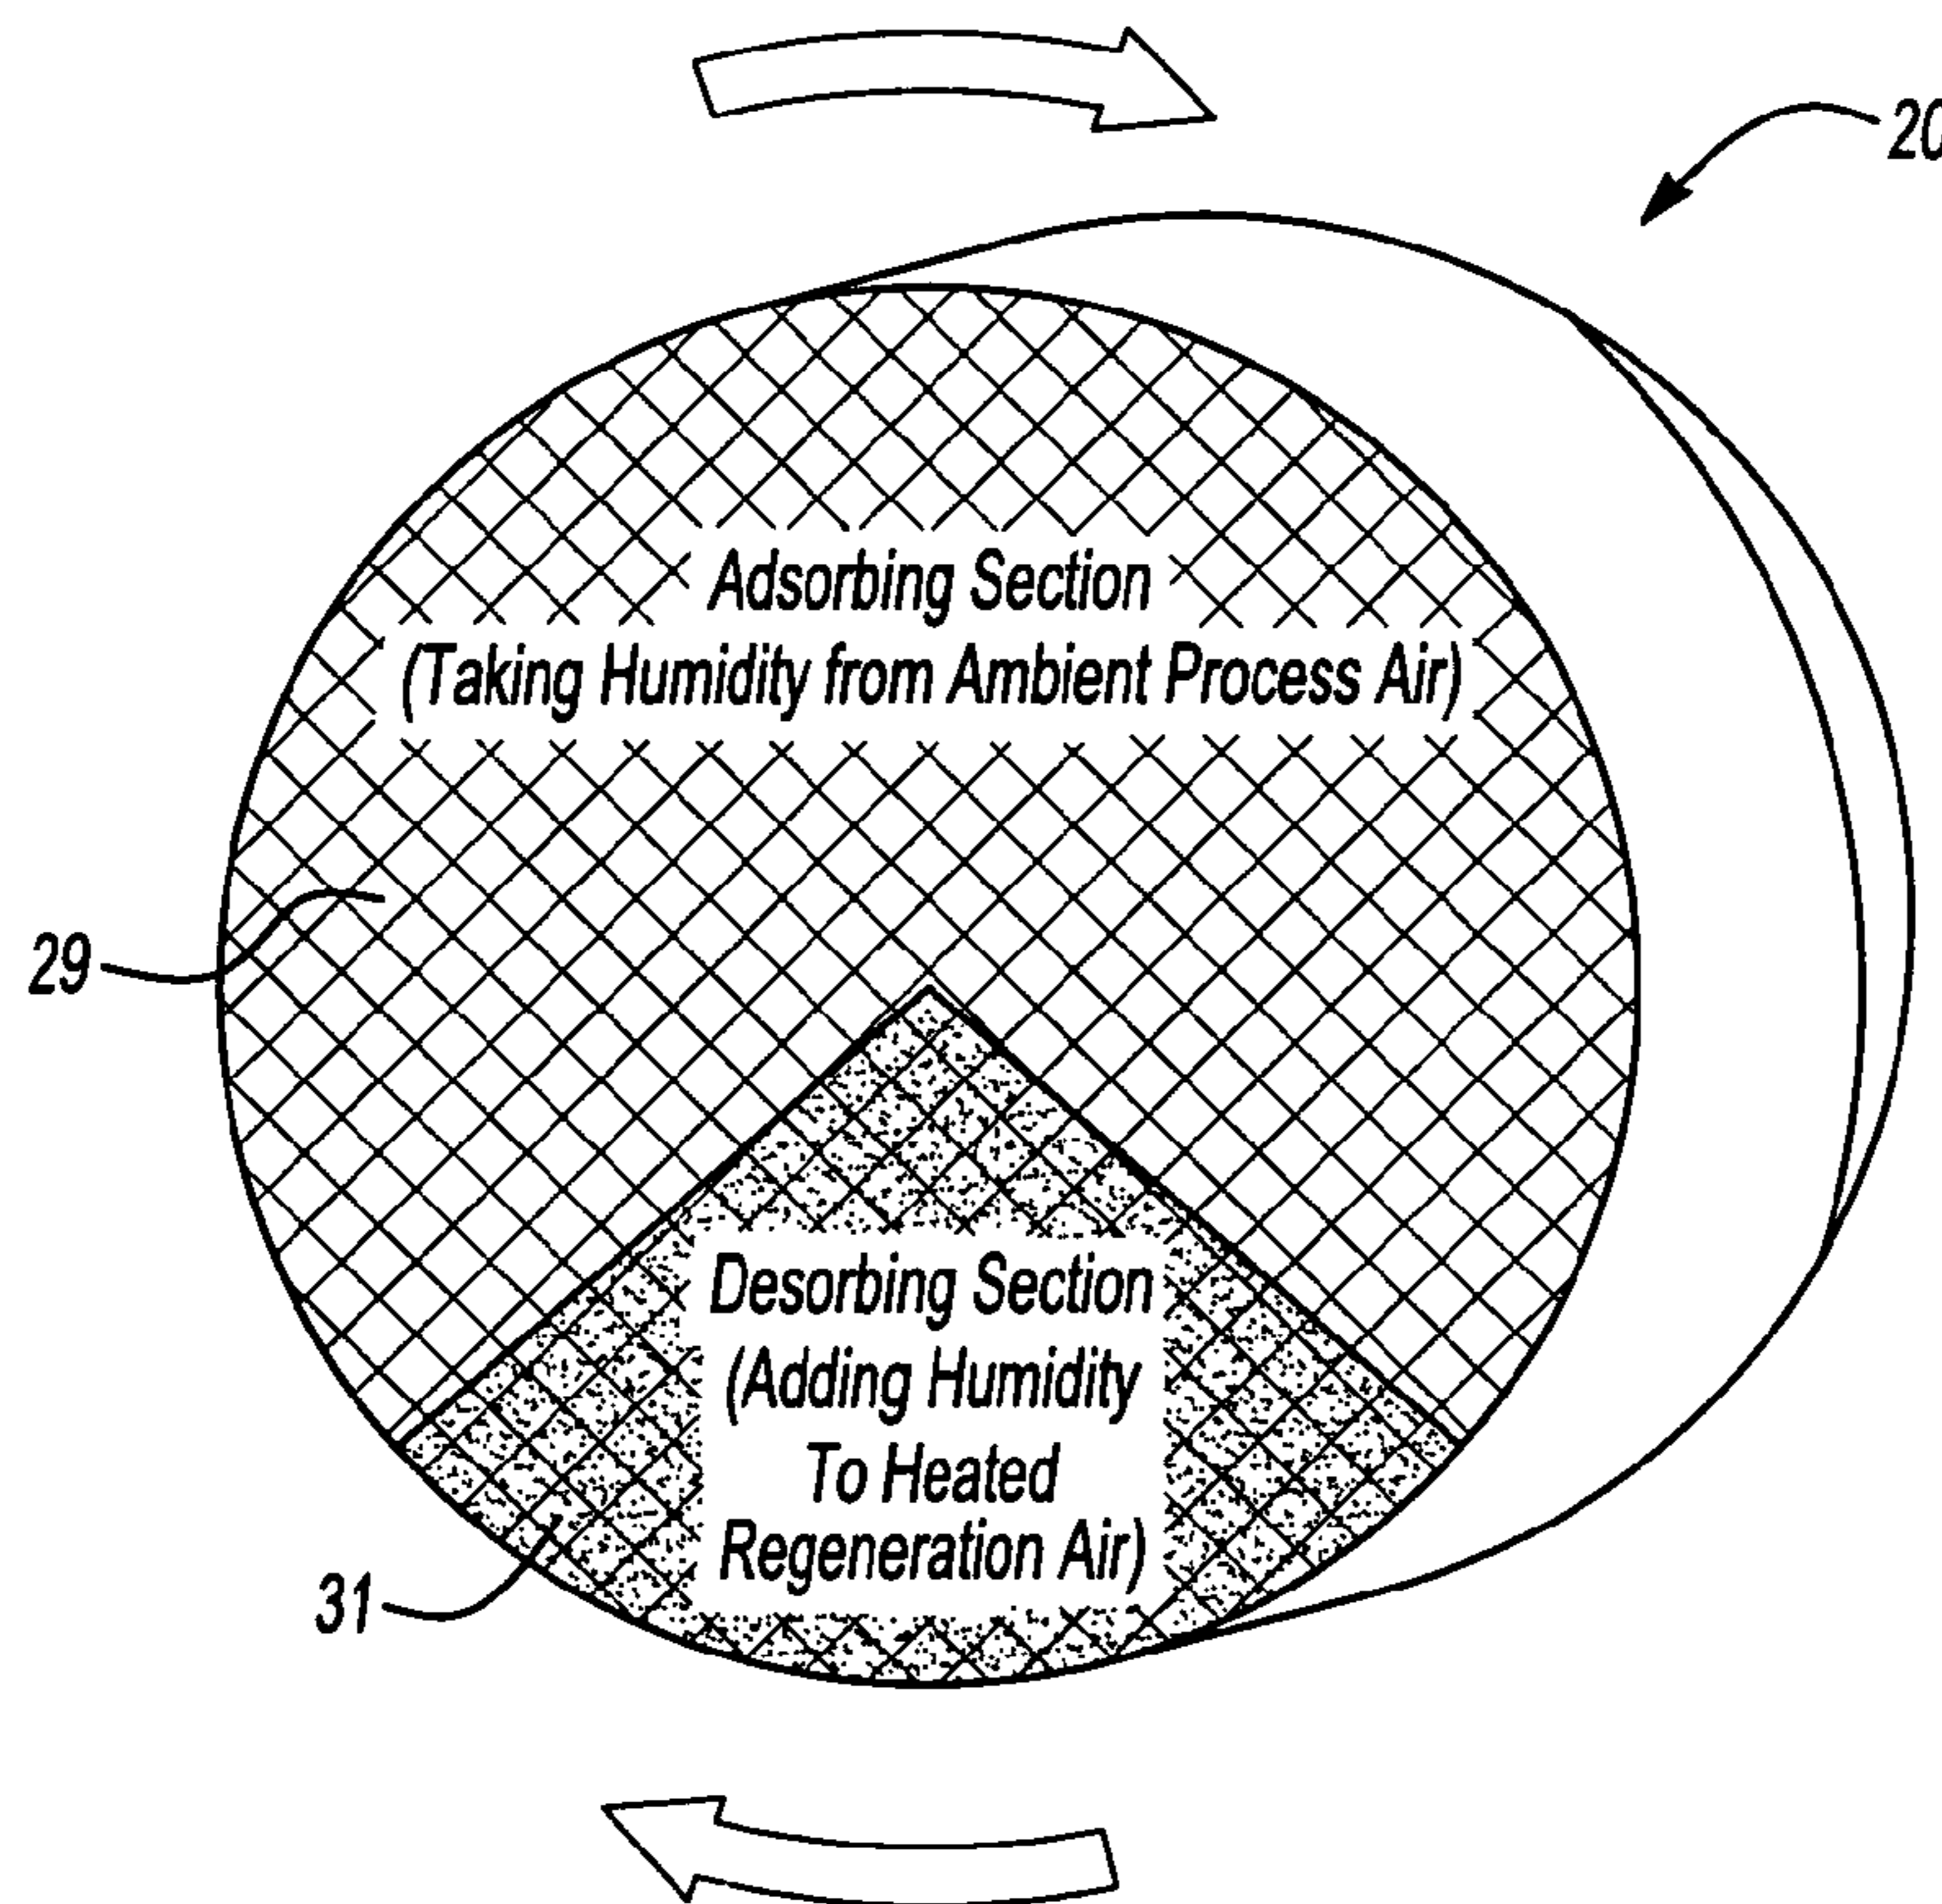 20
Adsorbing Section
(Taking Humidity from Ambient Process Air)
29
Desorbing Section
(Adding Humidity
To Heated
Regeneration Air)
31